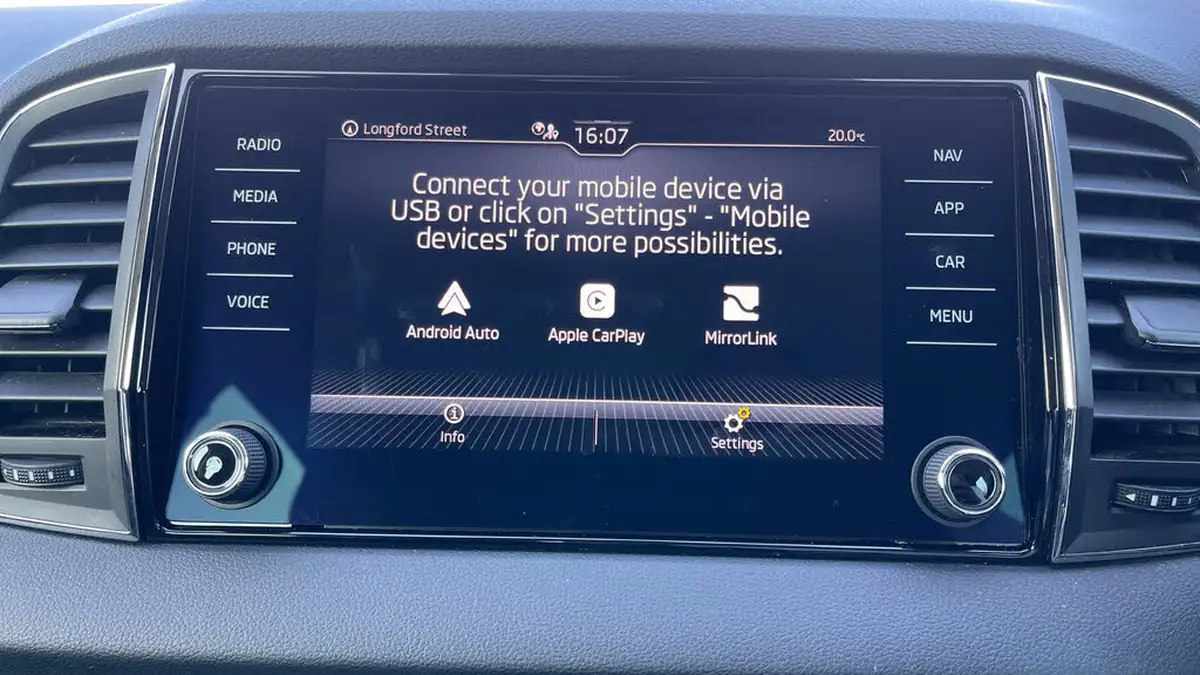 Longford Street
16:07
20.0°C
RADIO
MEDIA
PHONE
VOICE
NAV
APP
CAR
MENU
Connect your mobile device via
USB or click on "Settings" - "Mobile
devices" for more possibilities.
Android Auto
Apple CarPlay
MirrorLink
Info
Settings